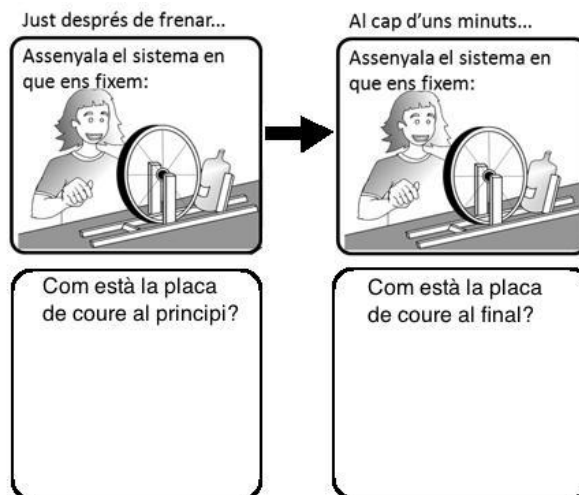 Just després de frenar...
Assenyala el sistema en
que ens fixem:
Al cap d'uns minuts...
Assenyala el sistema en
que ens fixem:
Com està la placa
de coure al principi?
Com està la placa
de coure al final?